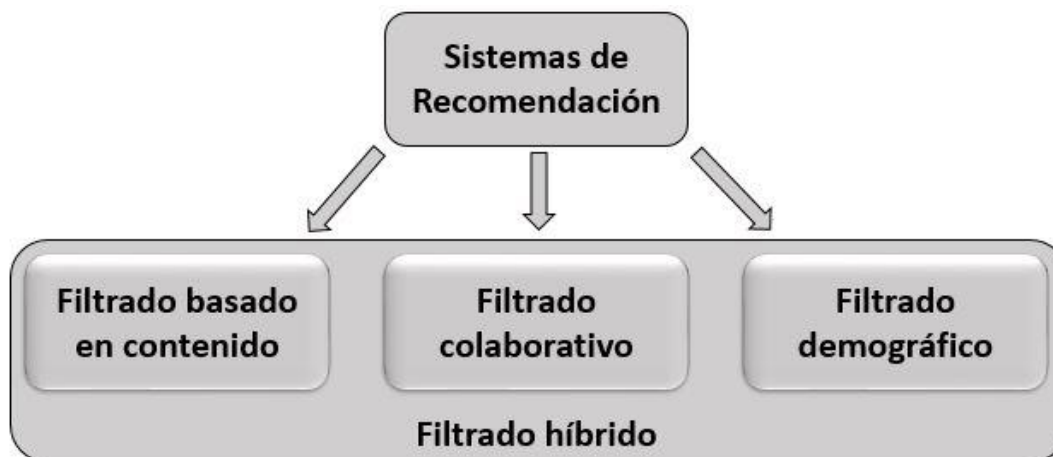 Sistemas de
Recomendación
Filtrado basado
en contenido
Filtrado
colaborativo
Filtrado
demográfico
Filtrado híbrido